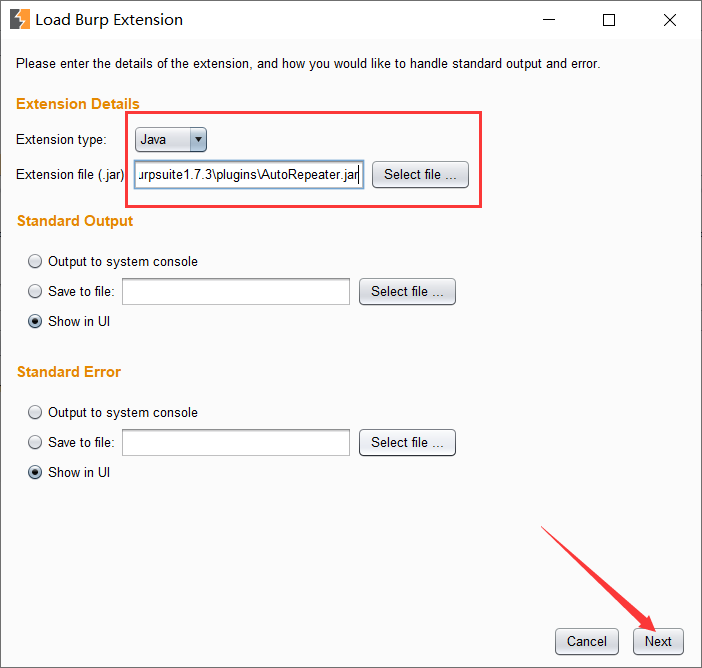 Load Burp Extension
Please enter the details of the extension, and how you would like to handle standard output and error.
Extension Details
Extension type: Java
Extension file (.jar) urpsuite1.7.3\plugins\AutoRepeater.jar Select file ...
Standard Output
Output to system console
Save to file: Select file ...
Show in UI
Standard Error
Output to system console
Save to file: Select file ...
Show in UI
Cancel Next